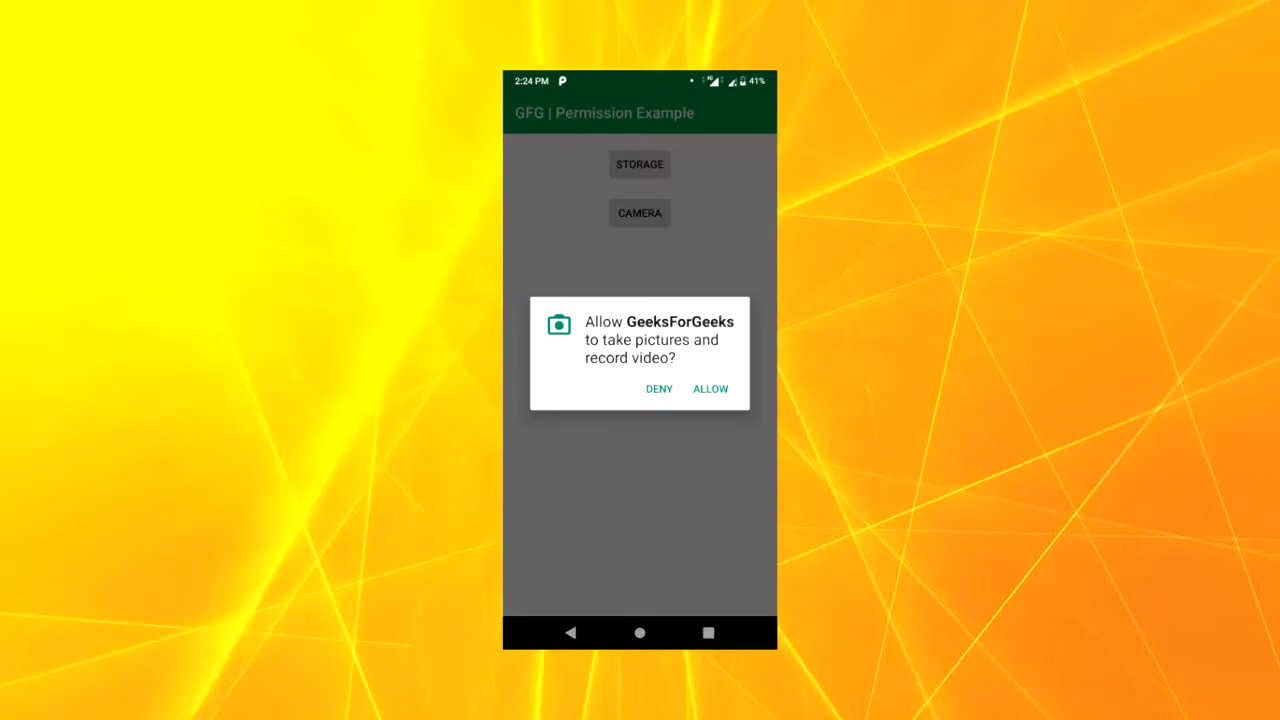 2:24 PM
4G
41%
GFG | Permission Example
STORAGE
CAMERA
Allow GeeksForGeeks
to take pictures and
record video?
DENY ALLOW